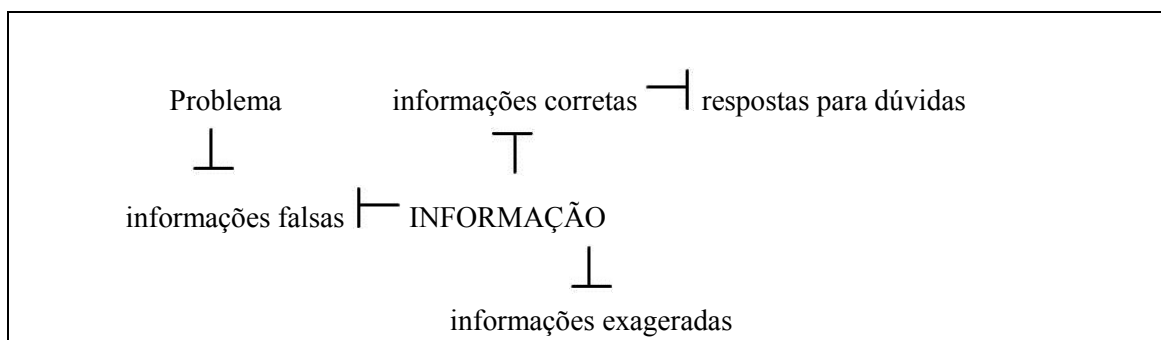 Problema
informações corretas
respostas para dúvidas
informações falsas
INFORMAÇÃO
informações exageradas